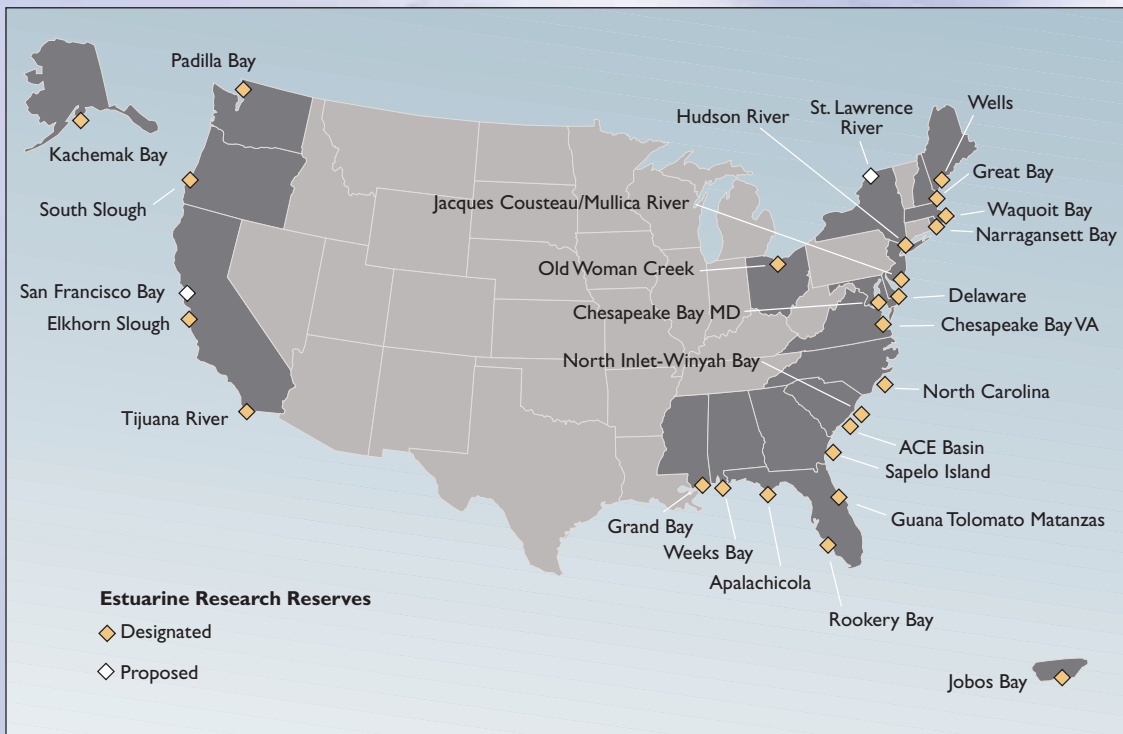 Padilla Bay
Kachemak Bay
South Slough
San Francisco Bay
Elkhorn Slough
Tijuana River
Hudson River
St. Lawrence
River
Wells
Great Bay
Waquoit Bay
Narragansett Bay
Jacques Cousteau/Mullica River
Old Woman Creek
Delaware
Chesapeake Bay MD
Chesapeake Bay VA
North Inlet-Winyah Bay
North Carolina
ACE Basin
Sapelo Island
Guana Tolomato Matanzas
Grand Bay
Weeks Bay
Apalachicola
Rookery Bay
Jobos Bay
Estuarine Research Reserves
Designated
Proposed